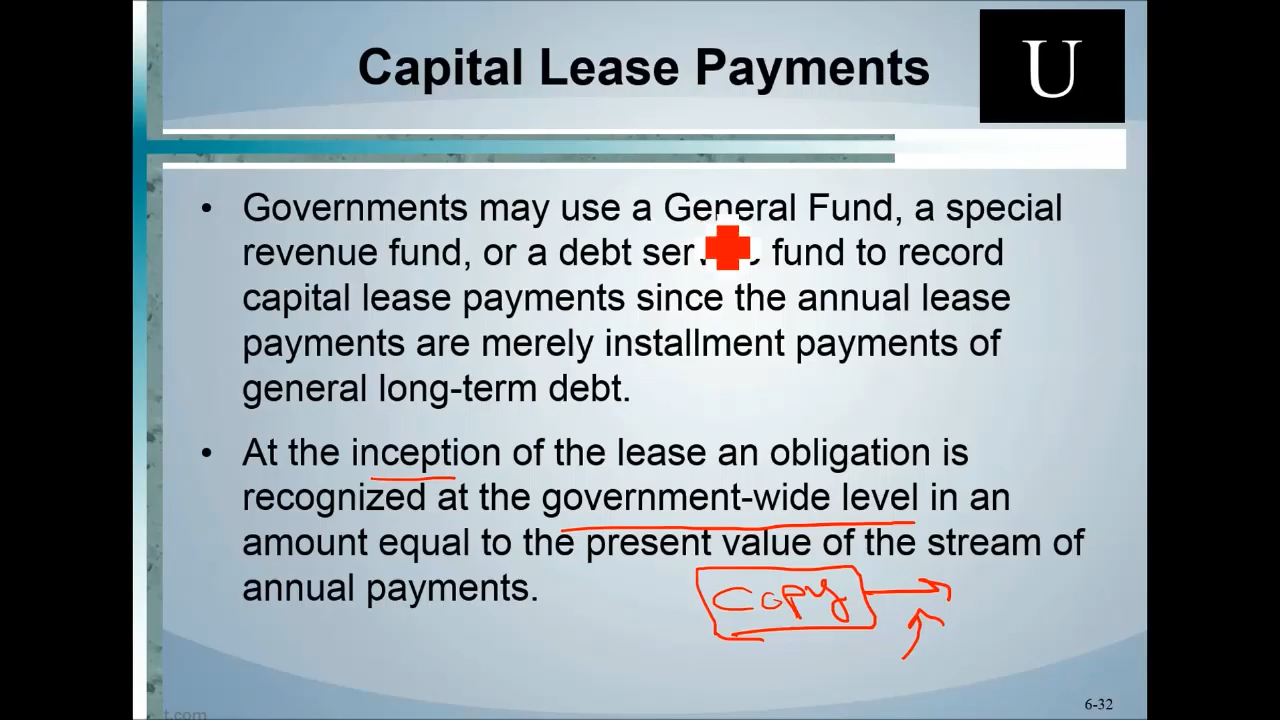 Capital Lease Payments
U
• Governments may use a General Fund, a special
revenue fund, or a debt ser fund to record
capital lease payments since the annual lease
payments are merely installment payments of
general long-term debt.
• At the inception of the lease an obligation is
recognized at the government-wide level in an
amount equal to the present value of the stream of
annual payments.
Copy
6-32
t.com